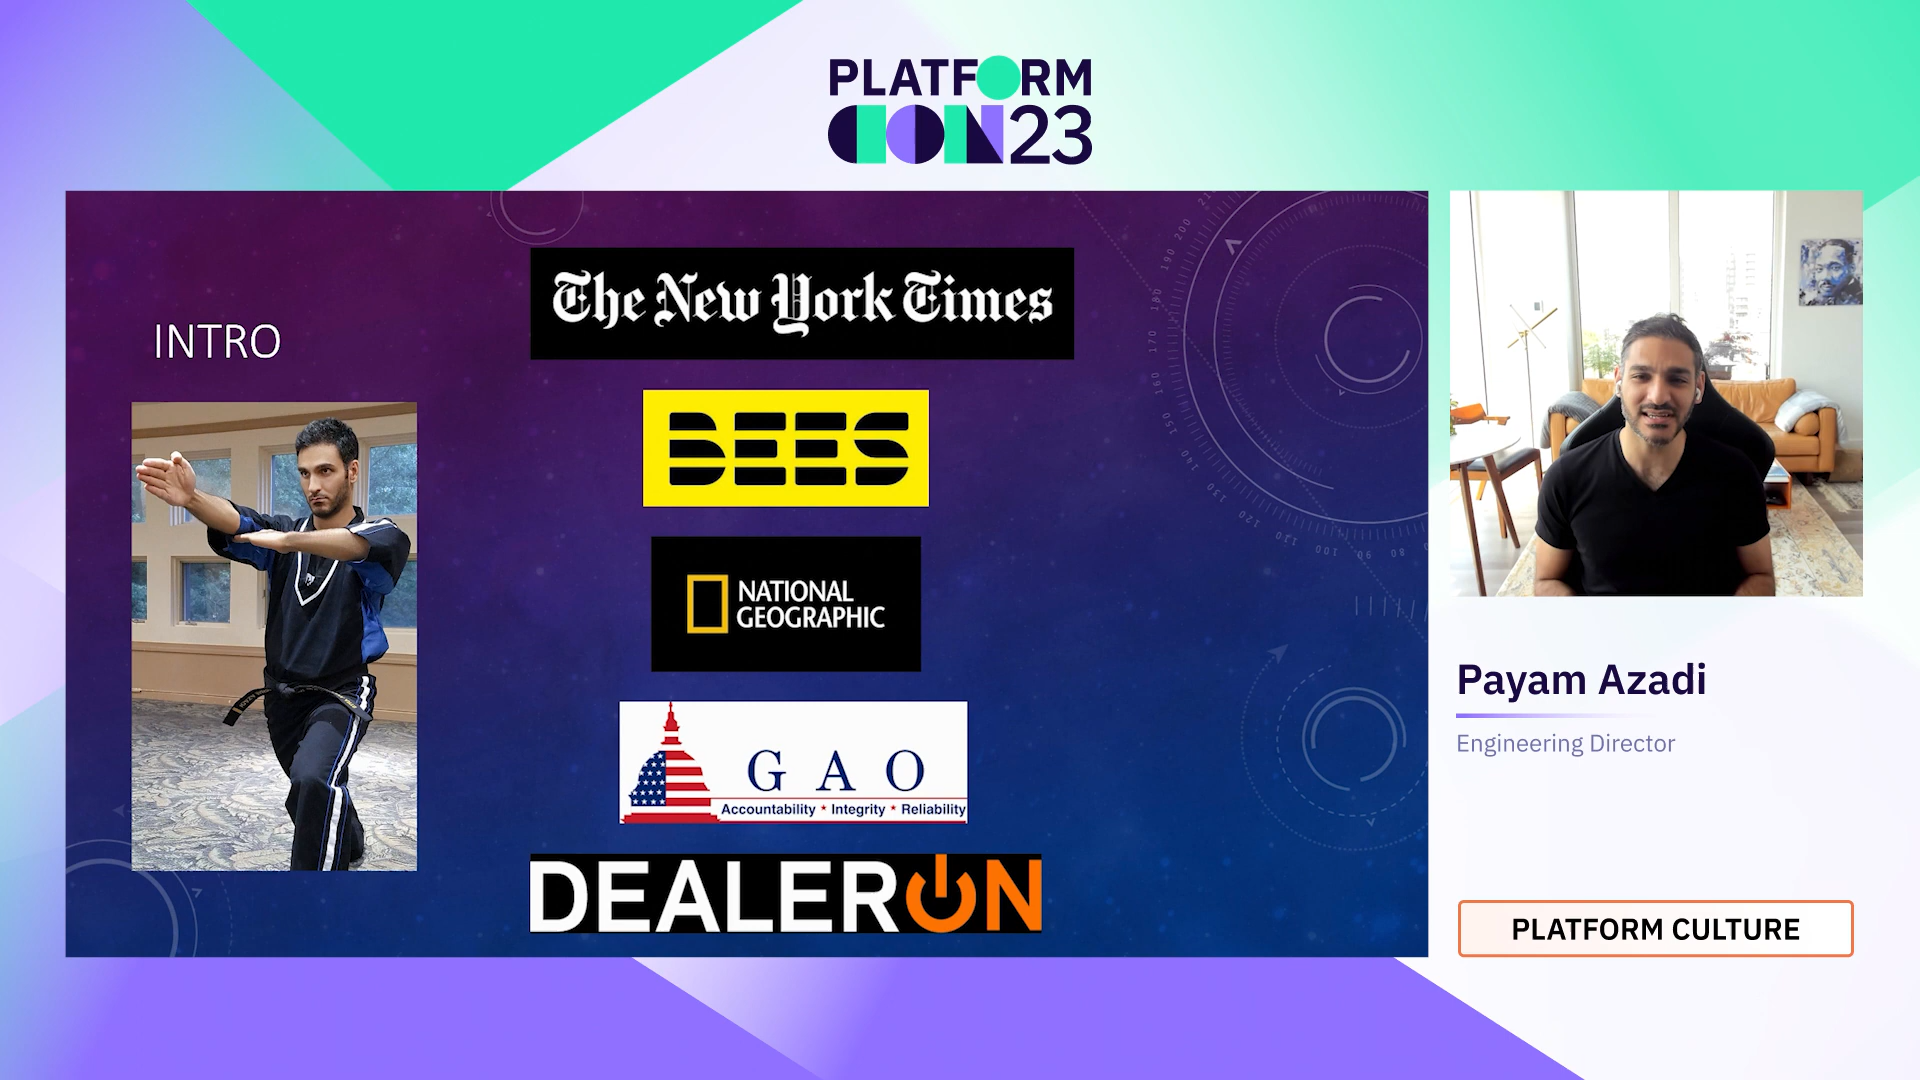 PLATFORM
CON23
INTRO
The New York Times
BEES
NATIONAL
GEOGRAPHIC
GAO
Accountability * Integrity * Reliability
DEALERON
Payam Azadi
Engineering Director
PLATFORM CULTURE